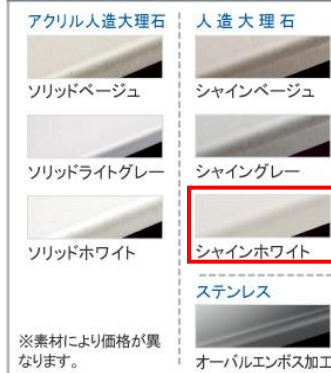 アクリル人造大理石
ソリッドベージュ
ソリッドライトグレー
ソリッドホワイト
※素材により価格が異
なります。
人造大理石
シャインベージュ
シャイングレー
シャインホワイト
ステンレス
オーバルエンボス加工